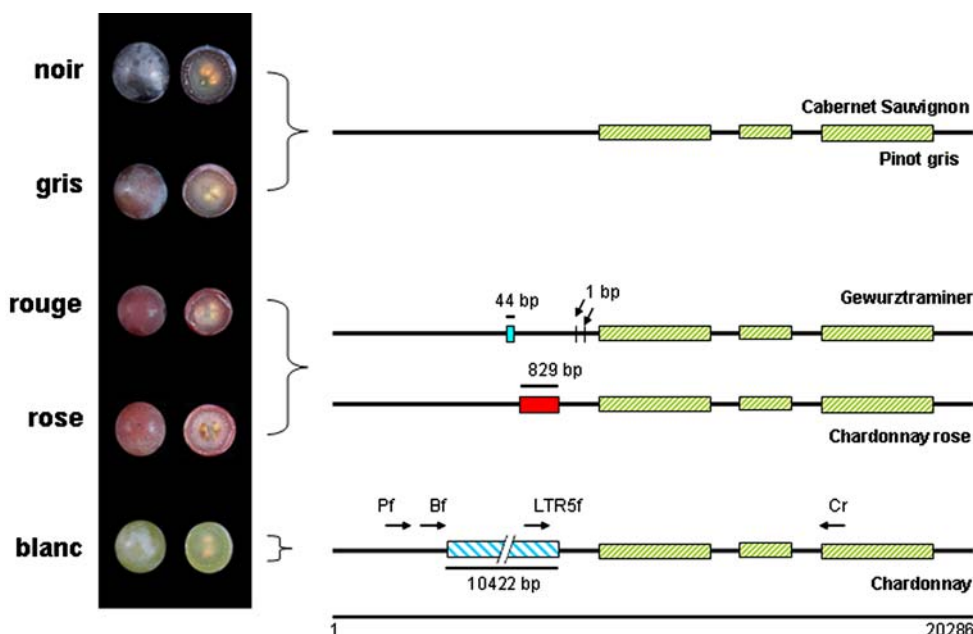 noir
Cabernet Sauvignon
Pinot gris
gris
rouge
44 bp
1 bp
Gewurztraminer
829 bp
rose
Chardonnay rose
Pf
Bf
LTR5f
Cr
blanc
10422 bp
Chardonnay
1
20286